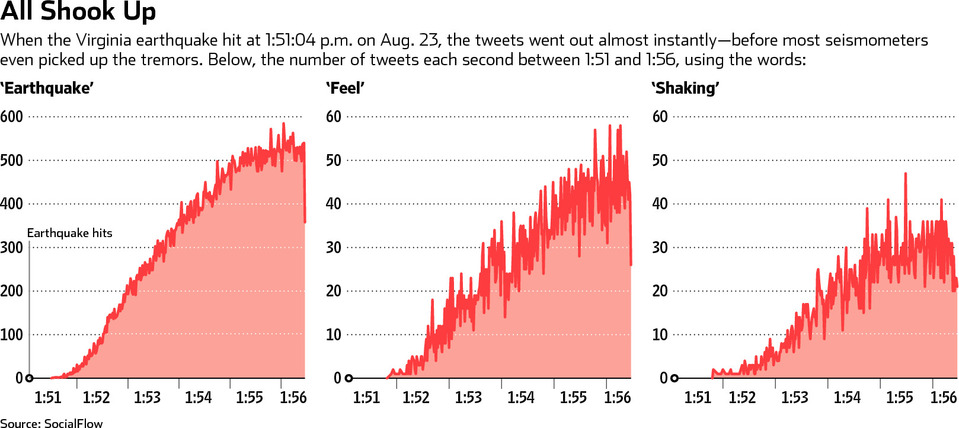 All Shook Up
When the Virginia earthquake hit at 1:51:04 p.m. on Aug. 23, the tweets went out almost instantly—before most seismometers
even picked up the tremors. Below, the number of tweets each second between 1:51 and 1:56, using the words:
‘Earthquake’
600
500
400
Earthquake hits
300
200
100
0
1:51 1:52 1:53 1:54 1:55 1:56
‘Feel’
60
50
40
30
20
10
0
1:51 1:52 1:53 1:54 1:55 1:56
‘Shaking’
60
50
40
30
20
10
0
1:51 1:52 1:53 1:54 1:55 1:56
Source: SocialFlow